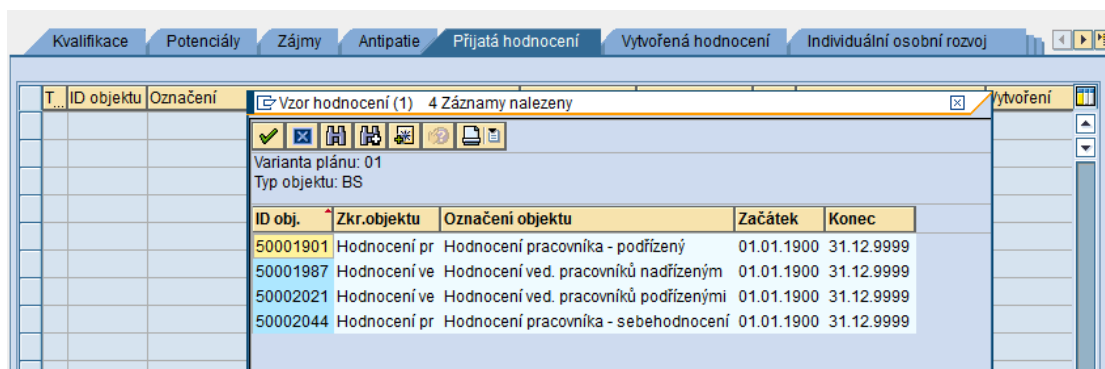 Kvalifikace Potenciály Zájmy Antipatie Přijatá hodnocení Vytvořená hodnocení Individuální osobní rozvoj
T... ID objektu Označení
Vzor hodnocení (1) 4 Záznamy nalezeny
Varianta plánu: 01
Typ objektu: BS
ID obj. Zkr.objektu Označení objektu Začátek Konec
50001901 Hodnocení pr Hodnocení pracovníka - podřízený 01.01.1900 31.12.9999
50001987 Hodnocení ve Hodnocení ved. pracovníků nadřízeným 01.01.1900 31.12.9999
50002021 Hodnocení ve Hodnocení ved. pracovníků podřízenými 01.01.1900 31.12.9999
50002044 Hodnocení pr Hodnocení pracovníka - sebehodnocení 01.01.1900 31.12.9999